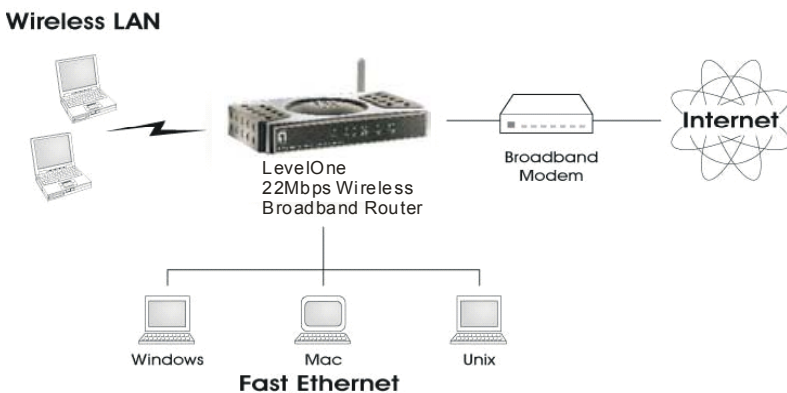 Wireless LAN
LevelOne
22Mbps Wireless
Broadband Router
Broadband
Modem
Internet
Windows
Mac
Unix
Fast Ethernet